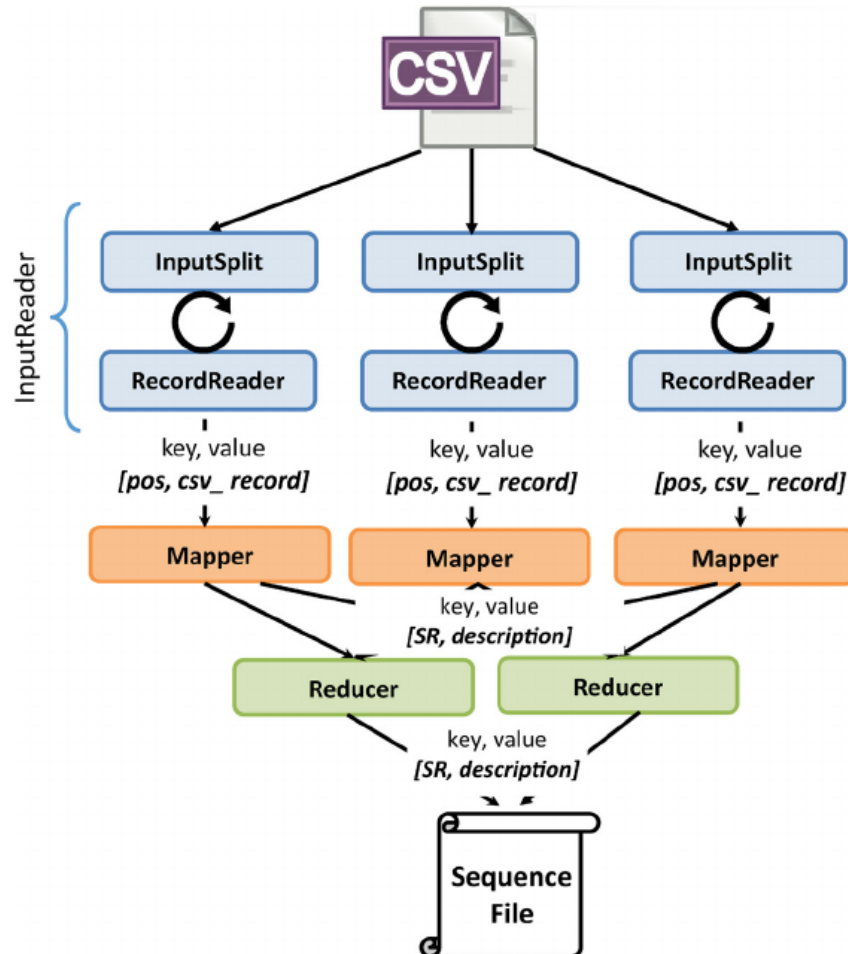 CSV
InputReader
InputSplit InputSplit InputSplit
RecordReader RecordReader RecordReader
key, value key, value key, value
[pos, csv_ record] [pos, csv_ record] [pos, csv_ record]
Mapper Mapper Mapper
key, value
[SR, description]
Reducer Reducer
key, value
[SR, description]
Sequence
File